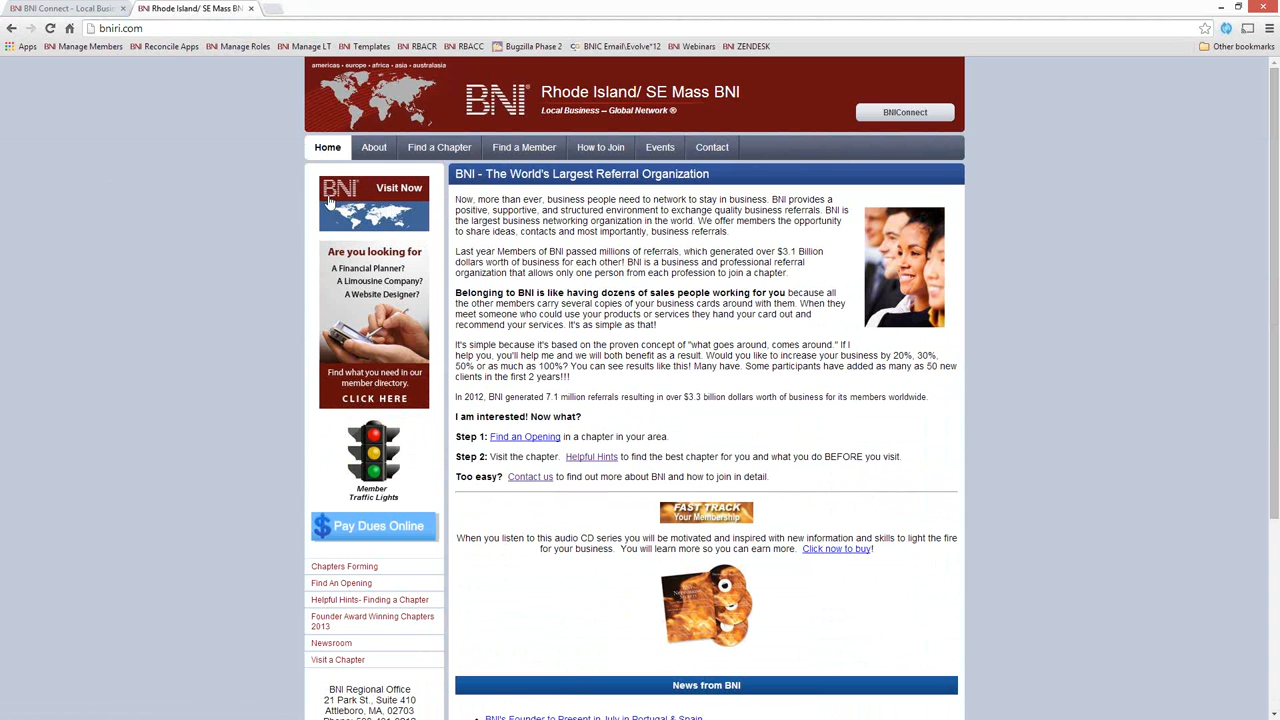 BNI BNI Connect - Local Busin
BNI Rhode Island/ SE Mass BN
bniri.com
Apps BNI Manage Members BNI Reconcile Apps BNI Manage Roles BNI Manage LT BNI Templates BNI RBACR BNI RBACC Bugzilla Phase 2 BNIC Email\Evolve^12 BNI Webinars BNI ZENDESK Other bookmarks
americas • europe • africa • asia • australasia
BNI®
Rhode Island/ SE Mass BNI
Local Business -- Global Network ®
BNIConnect
Home About Find a Chapter Find a Member How to Join Events Contact
BNI Visit Now
Are you looking for
A Financial Planner?
A Limousine Company?
A Website Designer?
Find what you need in our
member directory.
CLICK HERE
Member
Traffic Lights
$ Pay Dues Online
Chapters Forming
Find An Opening
Helpful Hints- Finding a Chapter
Founder Award Winning Chapters
2013
Newsroom
Visit a Chapter
BNI Regional Office
21 Park St., Suite 410
Attleboro, MA, 02703
BNI - The World's Largest Referral Organization
Now, more than ever, business people need to network to stay in business. BNI provides a
positive, supportive, and structured environment to exchange quality business referrals. BNI is
the largest business networking organization in the world. We offer members the opportunity
to share ideas, contacts and most importantly, business referrals.
Last year Members of BNI passed millions of referrals, which generated over $3.1 Billion
dollars worth of business for each other! BNI is a business and professional referral
organization that allows only one person from each profession to join a chapter.
Belonging to BNI is like having dozens of sales people working for you because all
the other members carry several copies of your business cards around with them. When they
meet someone who could use your products or services they hand your card out and
recommend your services. It's as simple as that!
It's simple because it's based on the proven concept of "what goes around, comes around." If I
help you, you'll help me and we will both benefit as a result. Would you like to increase your business by 20%, 30%,
50% or as much as 100%? You can see results like this! Many have. Some participants have added as many as 50 new
clients in the first 2 years!!!
In 2012, BNI generated 7.1 million referrals resulting in over $3.3 billion dollars worth of business for its members worldwide.
I am interested! Now what?
Step 1: Find an Opening in a chapter in your area.
Step 2: Visit the chapter. Helpful Hints to find the best chapter for you and what you do BEFORE you visit.
Too easy? Contact us to find out more about BNI and how to join in detail.
FAST TRACK
Your Membership
When you listen to this audio CD series you will be motivated and inspired with new information and skills to light the fire
for your business. You will learn more so you can earn more. Click now to buy!
News from BNI
BNI's Founder to Present in July in Portugal & Spain